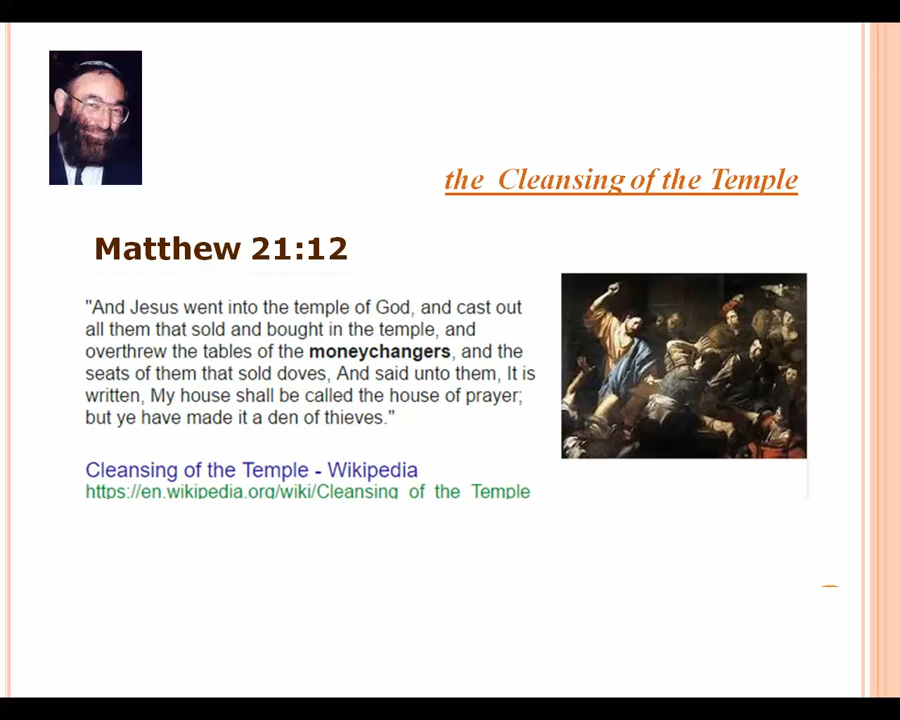 the Cleansing of the Temple
Matthew 21:12
"And Jesus went into the temple of God, and cast out
all them that sold and bought in the temple, and
overthrew the tables of the moneychangers, and the
seats of them that sold doves, And said unto them, It is
written, My house shall be called the house of prayer;
but ye have made it a den of thieves."
Cleansing of the Temple - Wikipedia
https://en.wikipedia.org/wiki/Cleansing_of_the_Temple